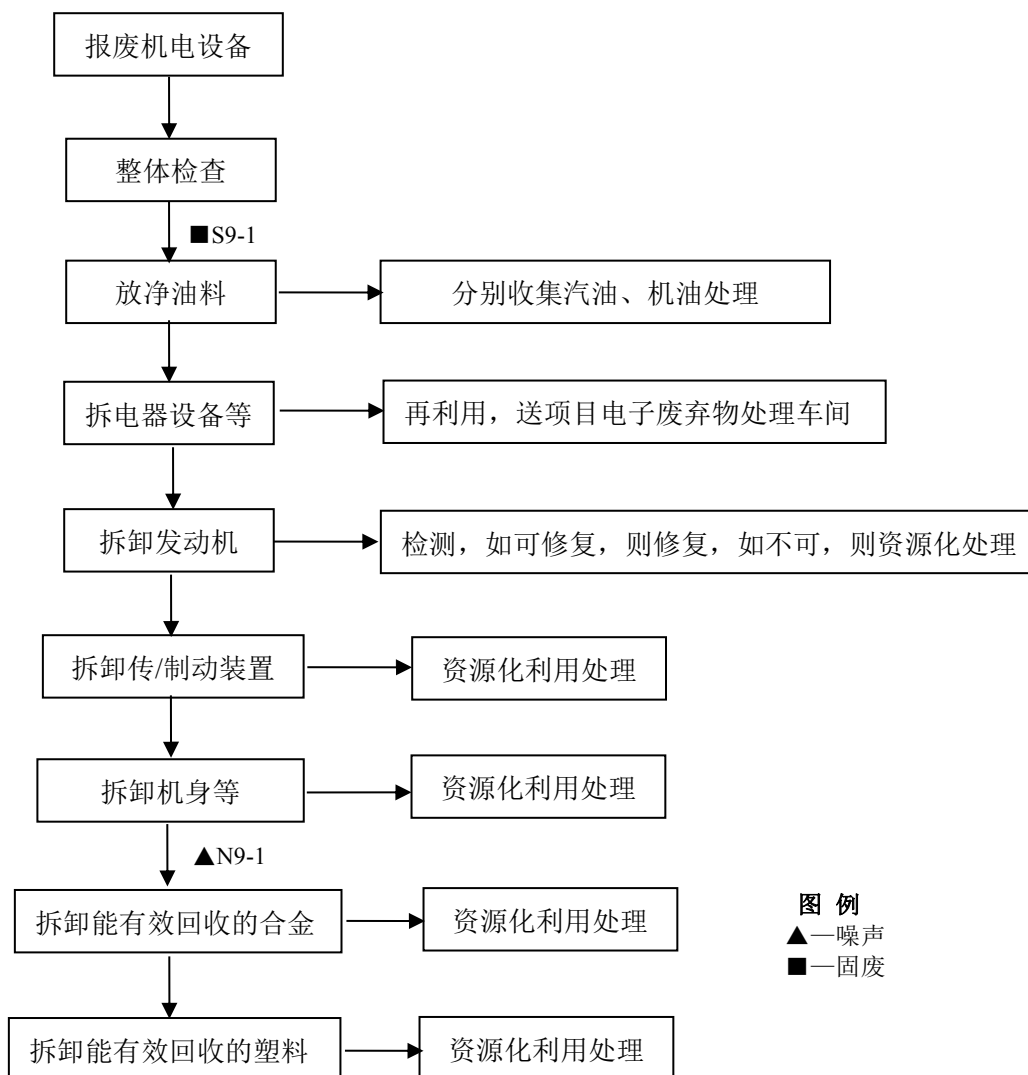 报废机电设备
整体检查
■S9-1
放净油料
分别收集汽油、机油处理
拆电器设备等
再利用，送项目电子废弃物处理车间
拆卸发动机
检测，如可修复，则修复，如不可，则资源化处理
拆卸传/制动装置
资源化利用处理
拆卸机身等
资源化利用处理
▲N9-1
拆卸能有效回收的合金
资源化利用处理
图 例
▲—噪声
■—固废
拆卸能有效回收的塑料
资源化利用处理